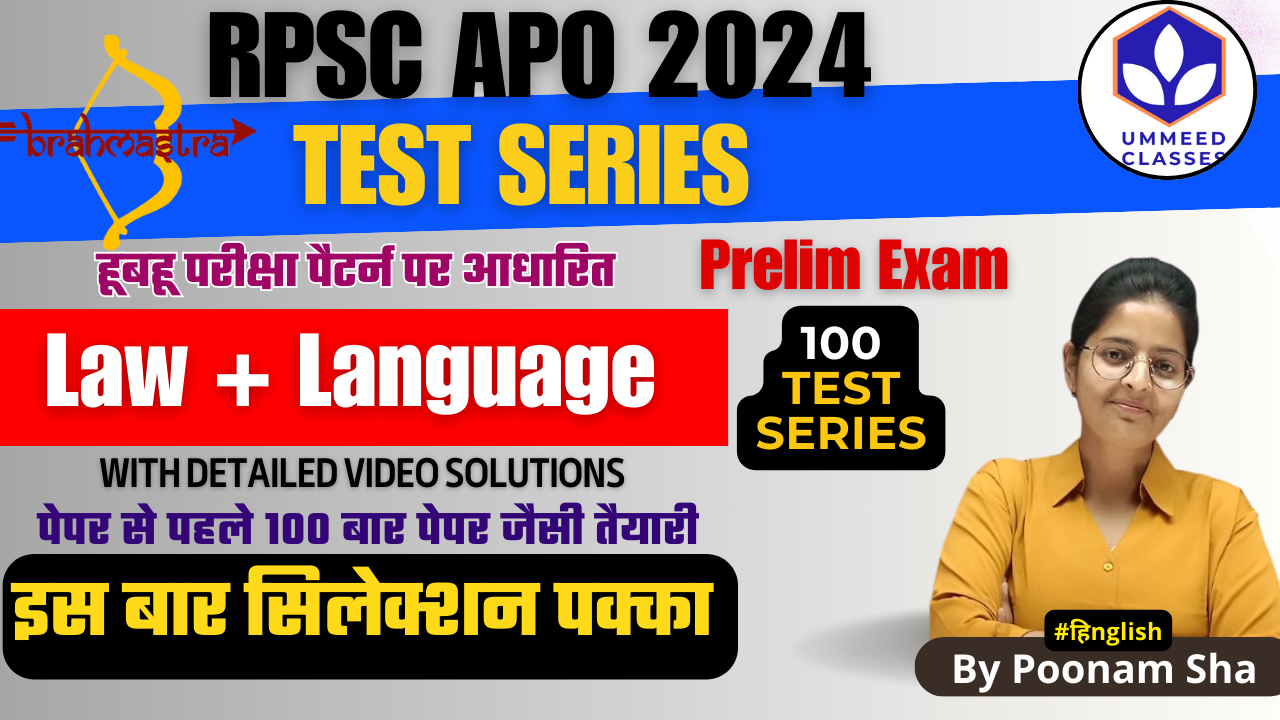 RPSC APO 2024
brahmastra
TEST SERIES
UMMEED
CLASSES
हूबहू परीक्षा पैटर्न पर आधारित
Prelim Exam
Law + Language
100
TEST
SERIES
WITH DETAILED VIDEO SOLUTIONS
पेपर से पहले 100 बार पेपर जैसी तैयारी
इस बार सिलेक्शन पक्का
#हिnglish
By Poonam Sha